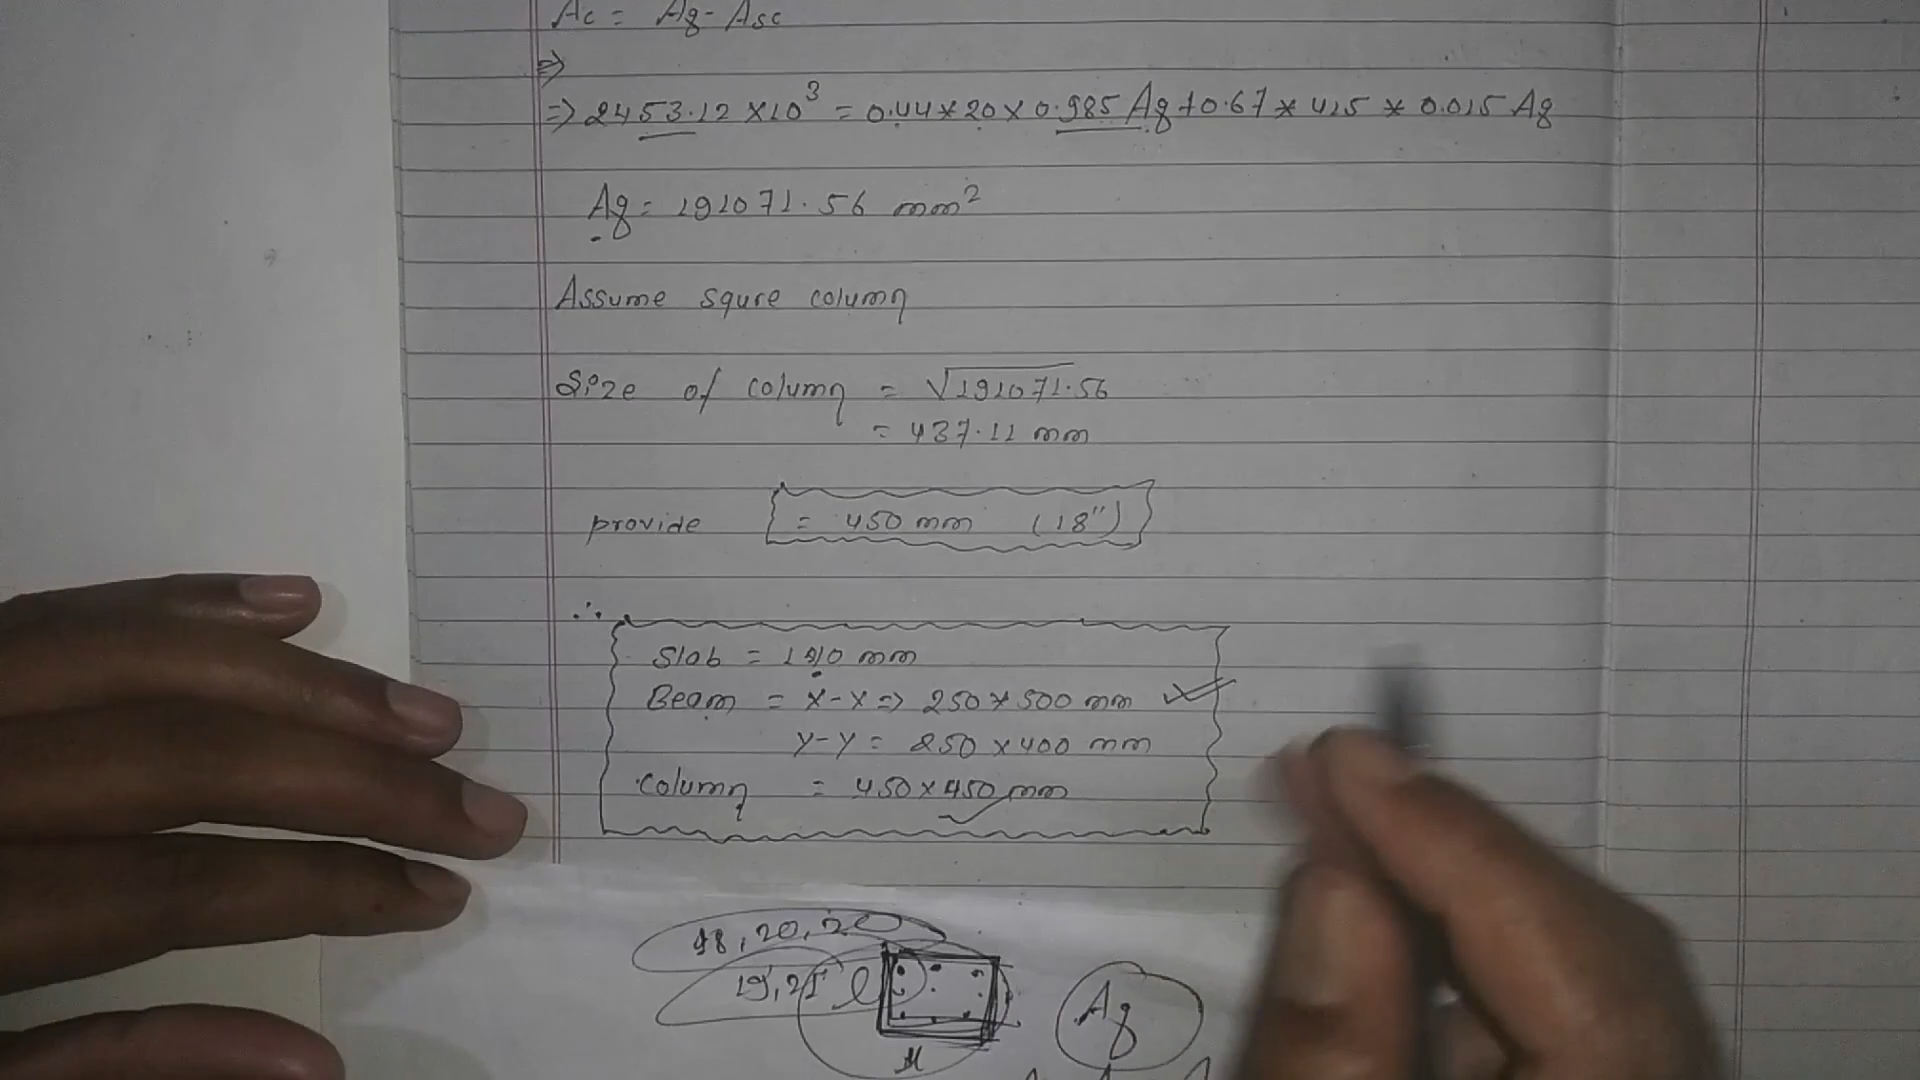 Ac = Ag - Asc
⇒
⇒ 2453.12 × 10³ = 0.44 * 20 × 0.985 Ag + 0.67 * 415 * 0.015 Ag
Ag = 191071.56 mm²
Assume squre column
Size of column = √191071.56
= 437.11 mm
provide = 450 mm (18")
∴
Slab = 110 mm
Beam = x-x ⇒ 250 * 500 mm
y-y = 250 × 400 mm
column = 450 × 450 mm
18, 20, 20
19, 21
Ag